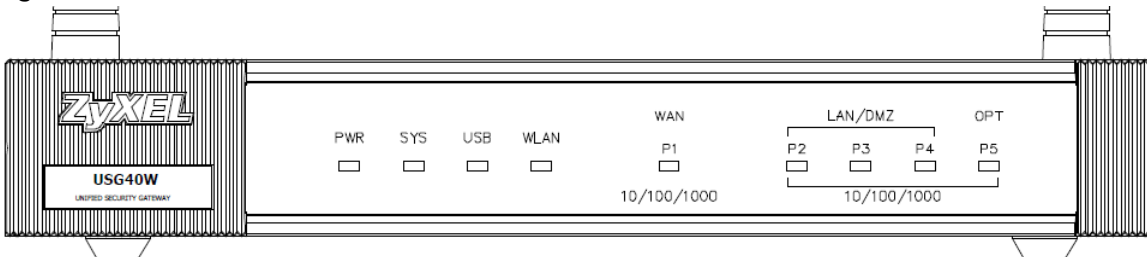 ZyXEL
USG40W
UNIFIED SECURITY GATEWAY
PWR SYS USB WLAN
WAN
P1
10/100/1000
LAN/DMZ OPT
P2 P3 P4 P5
10/100/1000